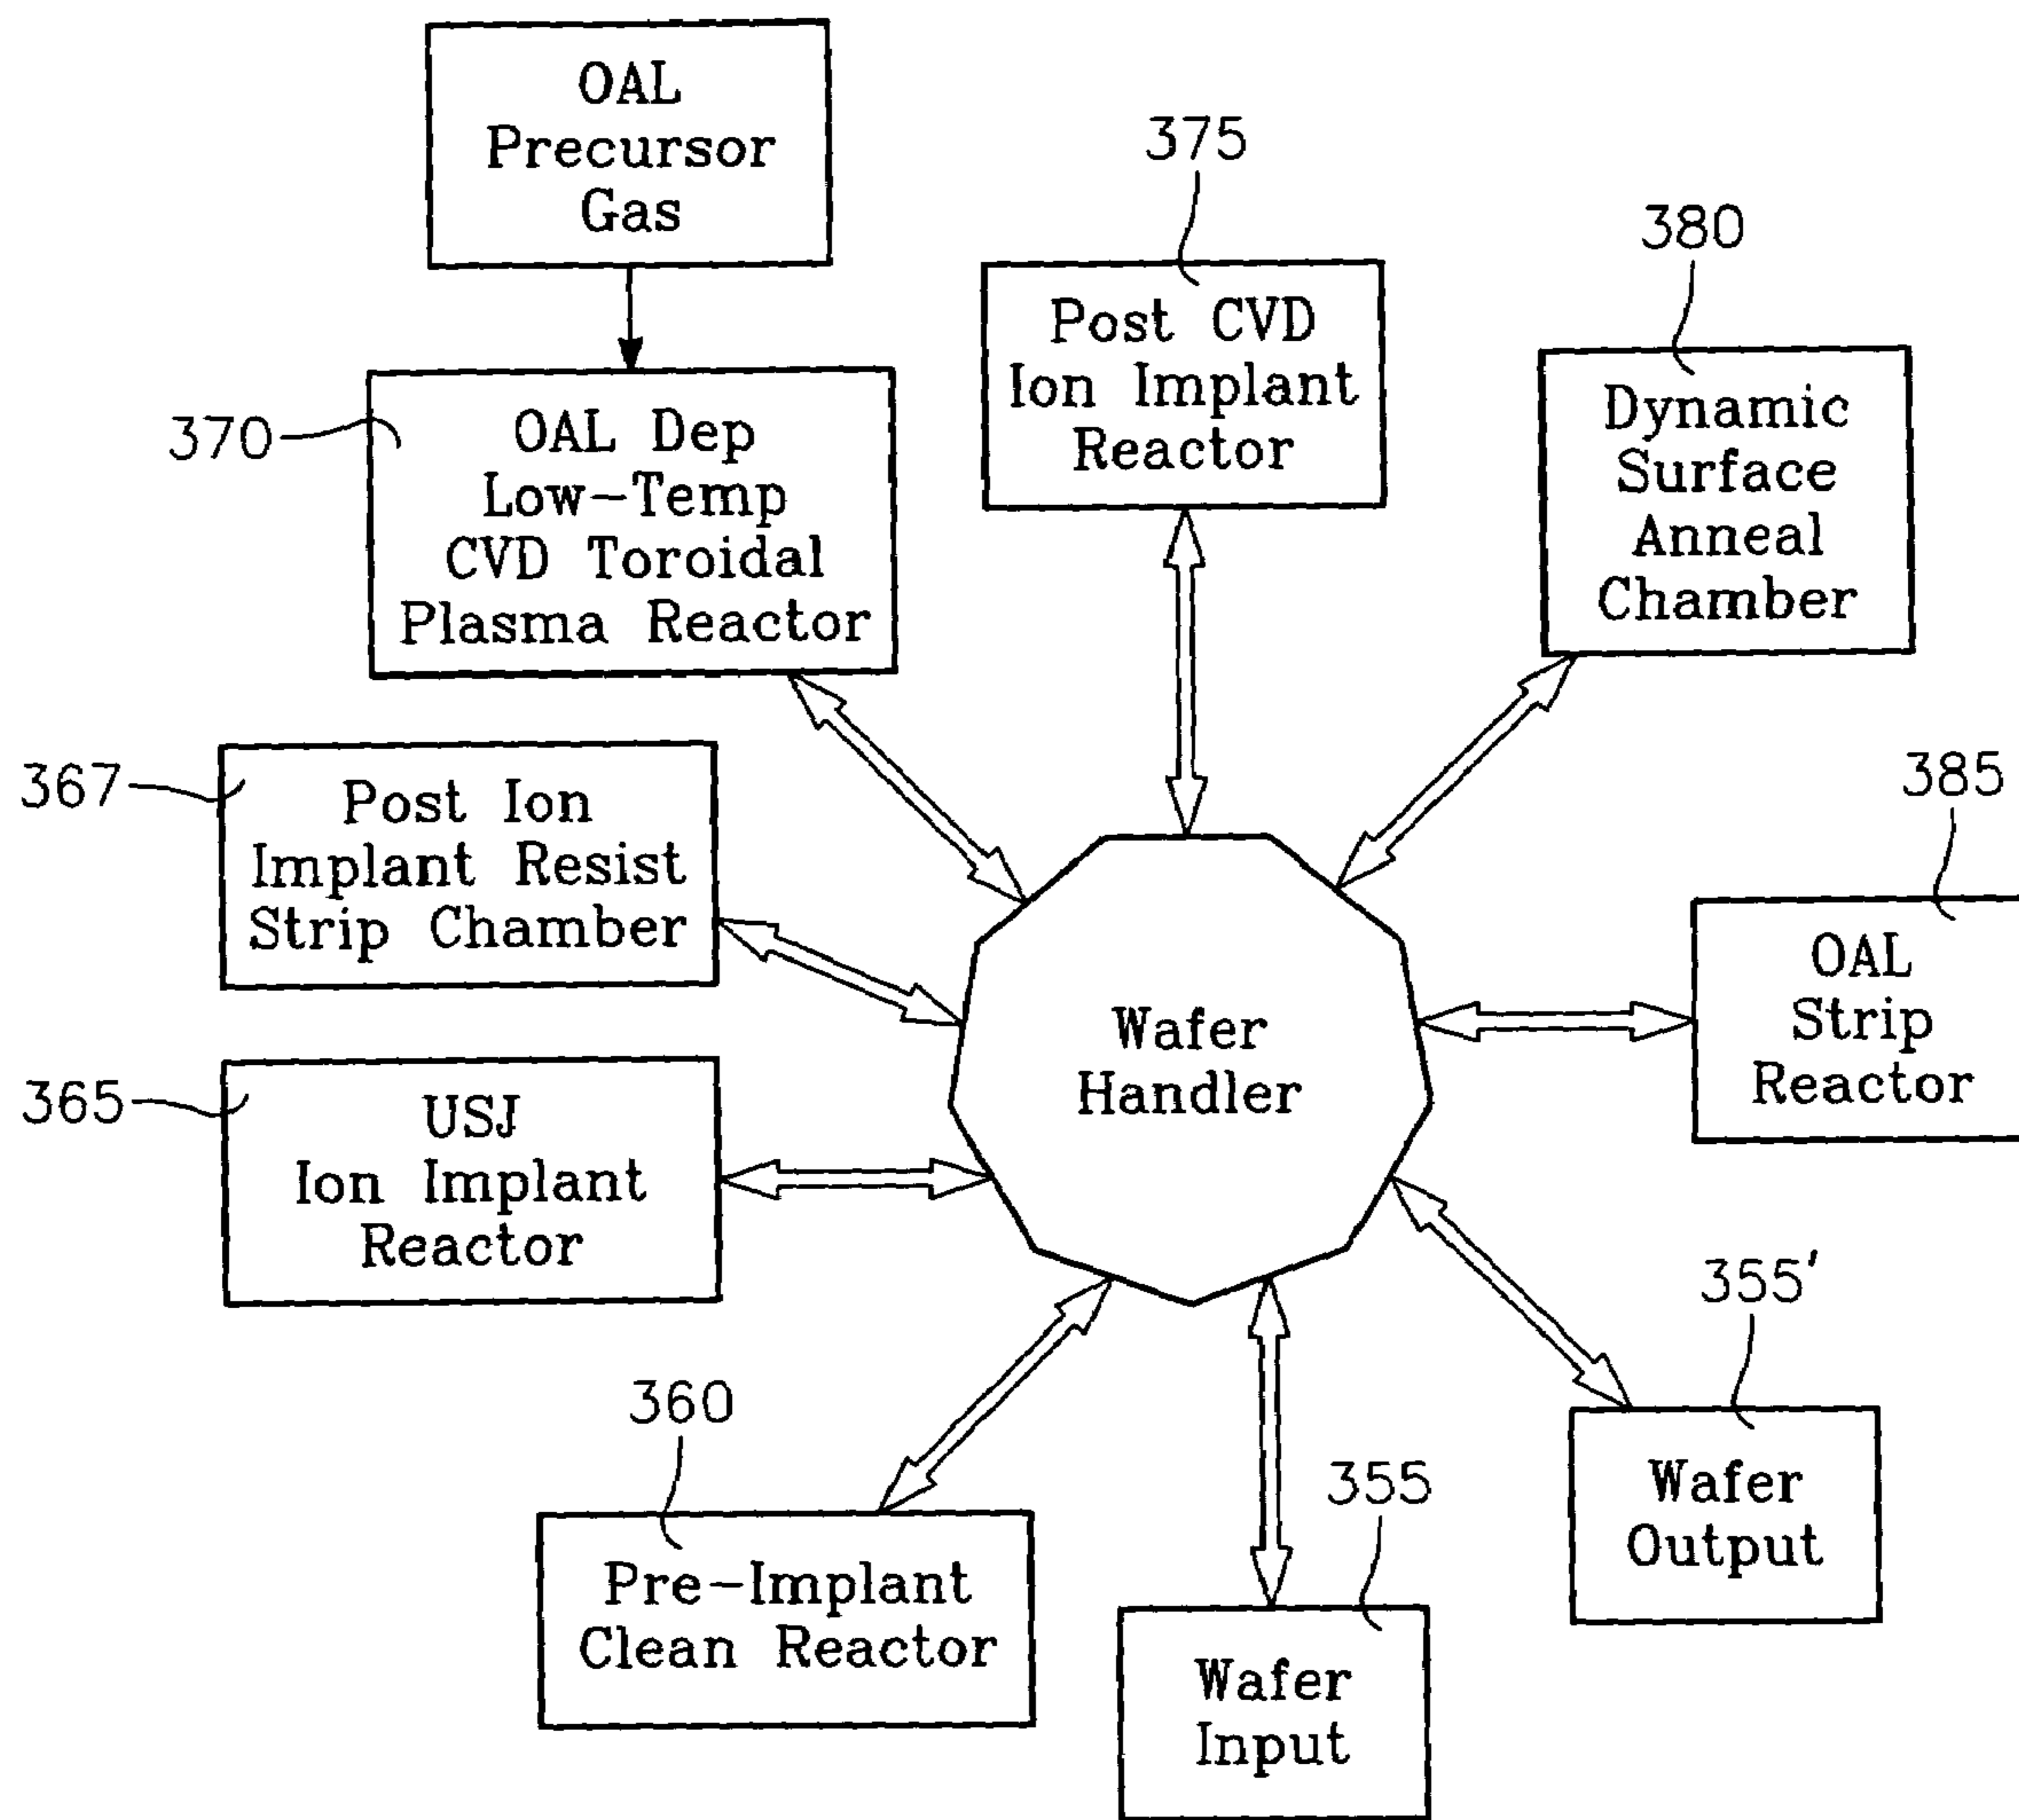 OAL
Precursor
Gas
375
380
Post CVD
Ion Implant
Reactor
Dynamic
Surface
Anneal
Chamber
370
OAL Dep
Low-Temp
CVD Toroidal
Plasma Reactor
367
Post Ion
Implant Resist
Strip Chamber
385
OAL
Strip
Reactor
Wafer
Handler
365
USJ
Ion Implant
Reactor
355'
Wafer
Output
360
Pre-Implant
Clean Reactor
355
Wafer
Input